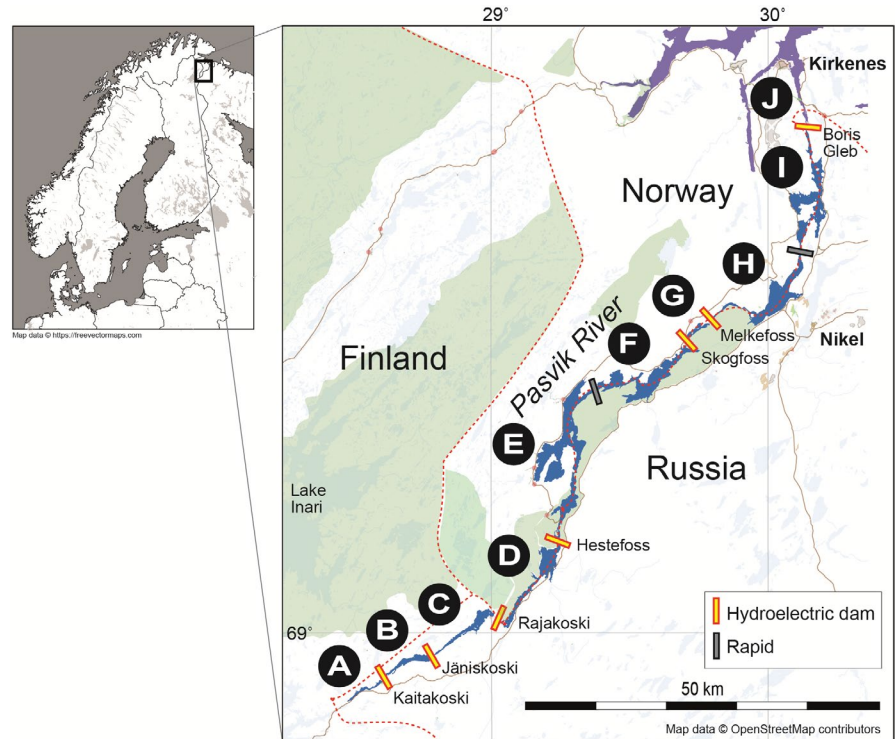 29°
30°
Kirkenes
J
Boris
Gleb
I
Norway
H
G
Melkefoss
Nikel
Skogfoss
F
Finland
Pasvik River
E
Russia
Lake
Inari
D
Hestefoss
C
69°
B
Rajakoski
A
Jäniskoski
Kaitakoski
Hydroelectric dam
Rapid
50 km
Map data © OpenStreetMap contributors
Map data © https://freevectormaps.com